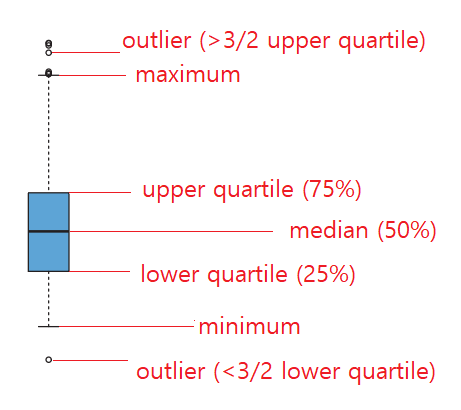 outlier (>3/2 upper quartile)
maximum
upper quartile (75%)
median (50%)
lower quartile (25%)
minimum
outlier (<3/2 lower quartile)